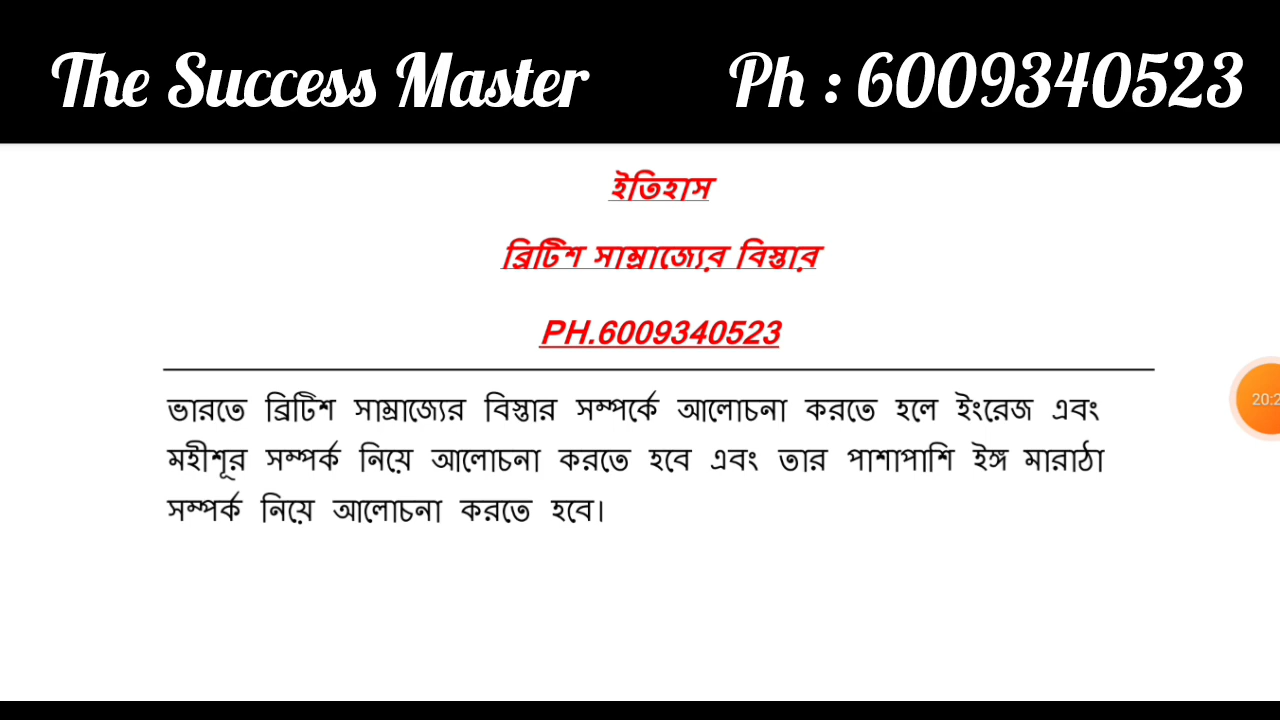 The Success Master Ph : 6009340523
ইতিহাস
ব্রিটিশ সাম্রাজ্যের বিস্তার
PH.6009340523
ভারতে ব্রিটিশ সাম্রাজ্যের বিস্তার সম্পর্কে আলোচনা করতে হলে ইংরেজ এবং
মহীশূর সম্পর্ক নিয়ে আলোচনা করতে হবে এবং তার পাশাপাশি ইঙ্গ মারাঠা
সম্পর্ক নিয়ে আলোচনা করতে হবে।